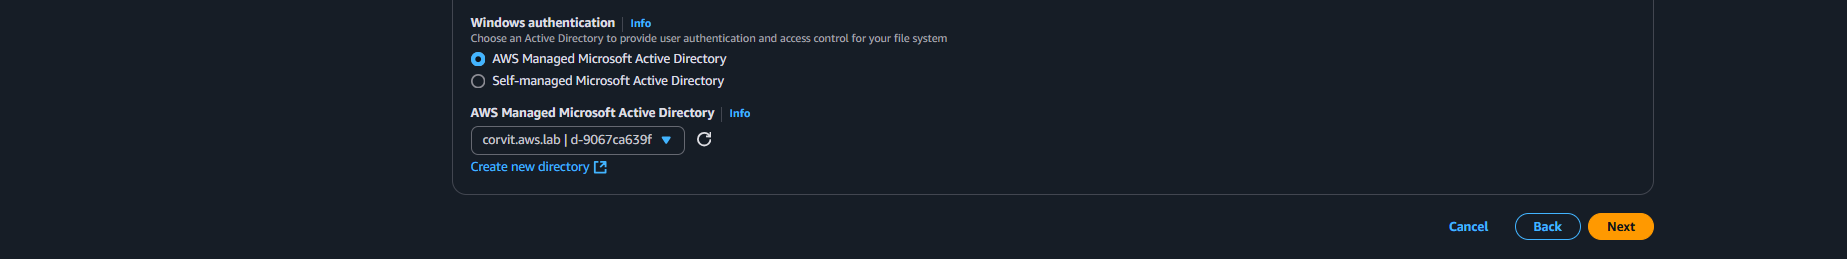 Windows authentication | Info
Choose an Active Directory to provide user authentication and access control for your file system
AWS Managed Microsoft Active Directory
Self-managed Microsoft Active Directory
AWS Managed Microsoft Active Directory | Info
corvit.aws.lab | d-9067ca639f
Create new directory
Cancel Back Next